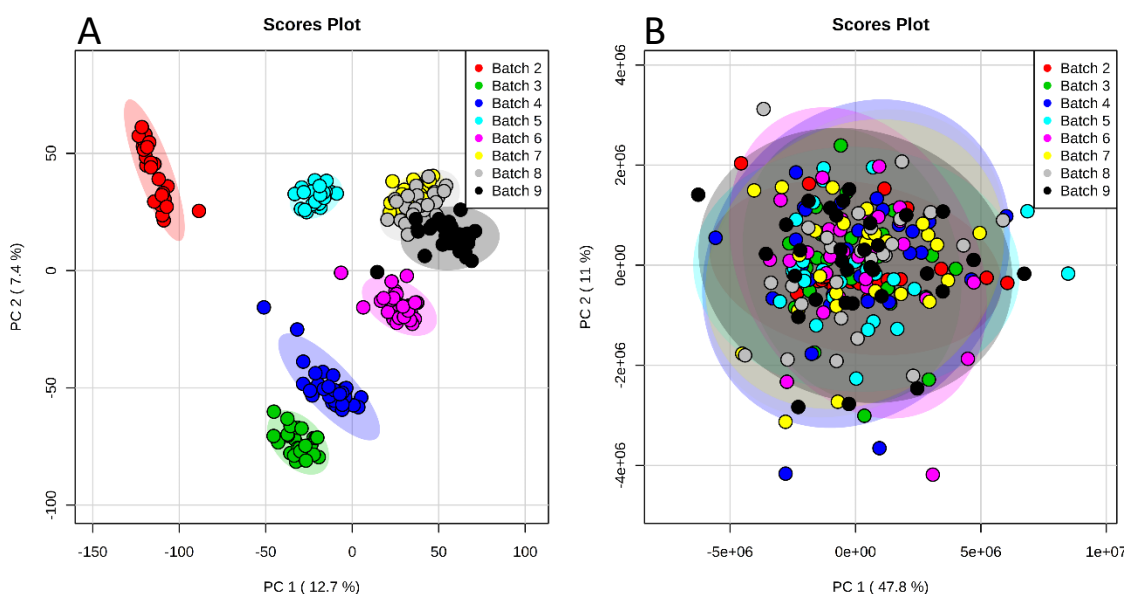 A
Scores Plot
Batch 2
Batch 3
Batch 4
Batch 5
Batch 6
Batch 7
Batch 8
Batch 9
50
0
-50
-100
PC 2 ( 7.4 %)
-150
-100
-50
0
50
100
PC 1 ( 12.7 %)
B
Scores Plot
Batch 2
Batch 3
Batch 4
Batch 5
Batch 6
Batch 7
Batch 8
Batch 9
4e+06
2e+06
0e+00
-2e+06
-4e+06
PC 2 ( 11 %)
-5e+06
0e+00
5e+06
1e+07
PC 1 ( 47.8 %)